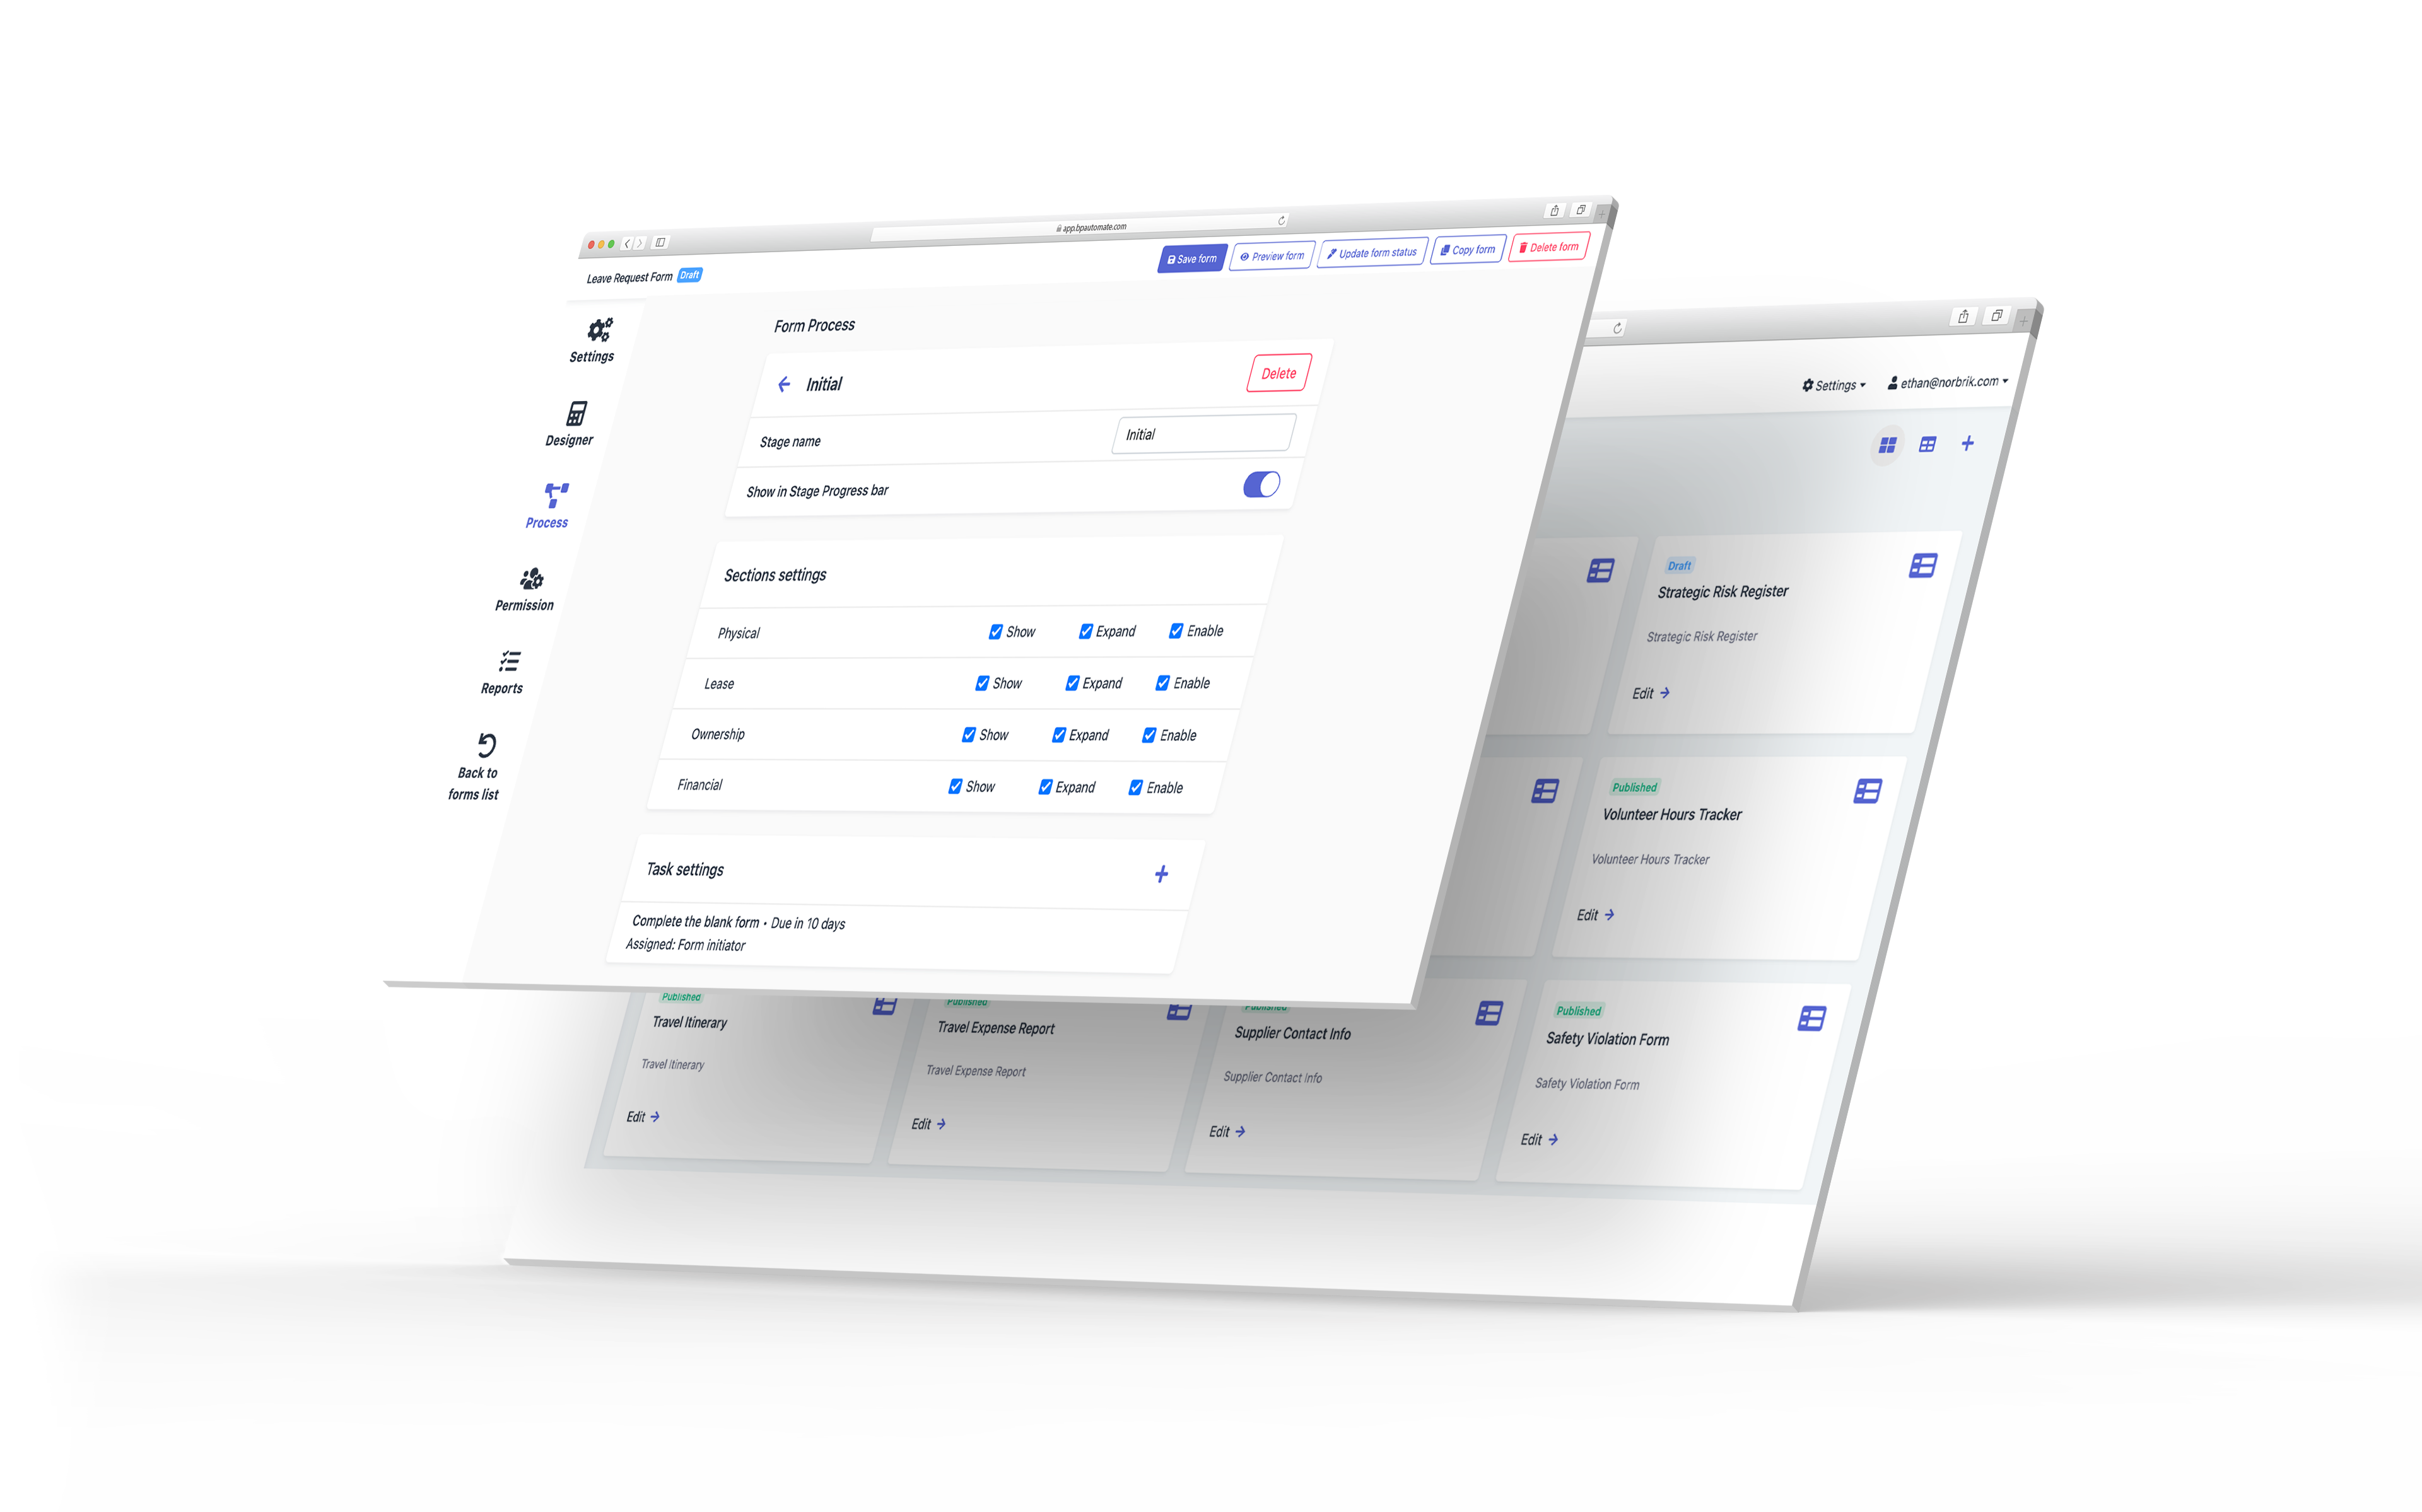 app.bpautomate.com
Leave Request Form Draft
Save form Preview form Update form status Copy form Delete form
Settings
Designer
Process
Permission
Reports
Back to
forms list
Form Process
Initial Delete
Stage name Initial
Show in Stage Progress bar
Sections settings
Physical Show Expand Enable
Lease Show Expand Enable
Ownership Show Expand Enable
Financial Show Expand Enable
Task settings
Complete the blank form • Due in 10 days
Assigned: Form initiator
Settings ethan@norbrik.com
Draft
Strategic Risk Register
Strategic Risk Register
Edit
Published
Volunteer Hours Tracker
Volunteer Hours Tracker
Edit
Published
Travel Itinerary
Travel Itinerary
Edit
Published
Travel Expense Report
Travel Expense Report
Edit
Published
Supplier Contact Info
Supplier Contact Info
Edit
Published
Safety Violation Form
Safety Violation Form
Edit